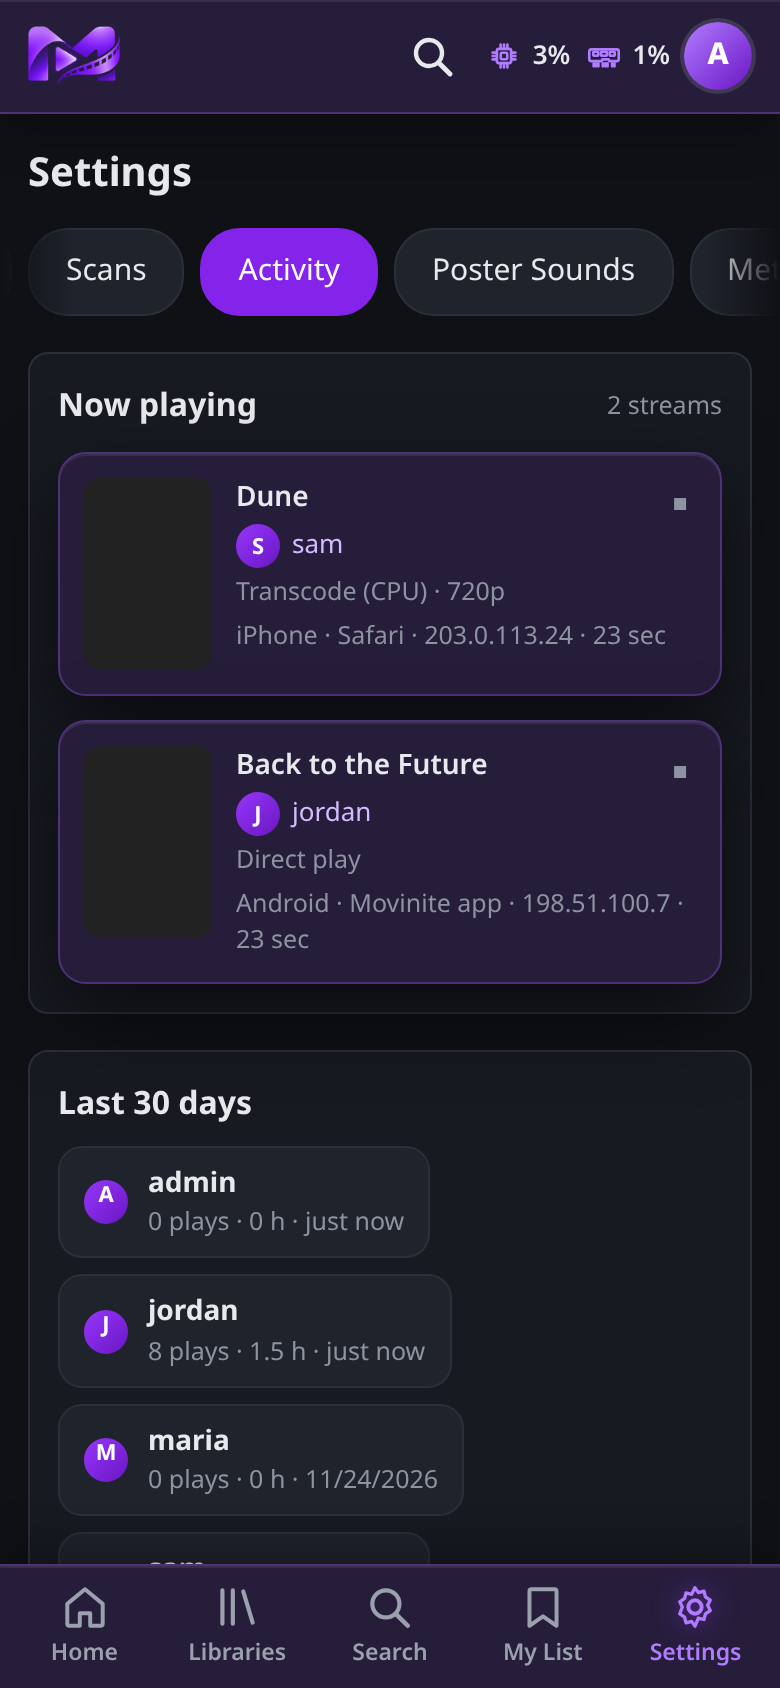 3% 1% A
Settings
Scans Activity Poster Sounds
Now playing 2 streams
Dune
S sam
Transcode (CPU) · 720p
iPhone · Safari · 203.0.113.24 · 23 sec
Back to the Future
J jordan
Direct play
Android · Movinite app · 198.51.100.7 ·
23 sec
Last 30 days
A admin
0 plays · 0 h · just now
J jordan
8 plays · 1.5 h · just now
M maria
0 plays · 0 h · 11/24/2026
Home Libraries Search My List Settings